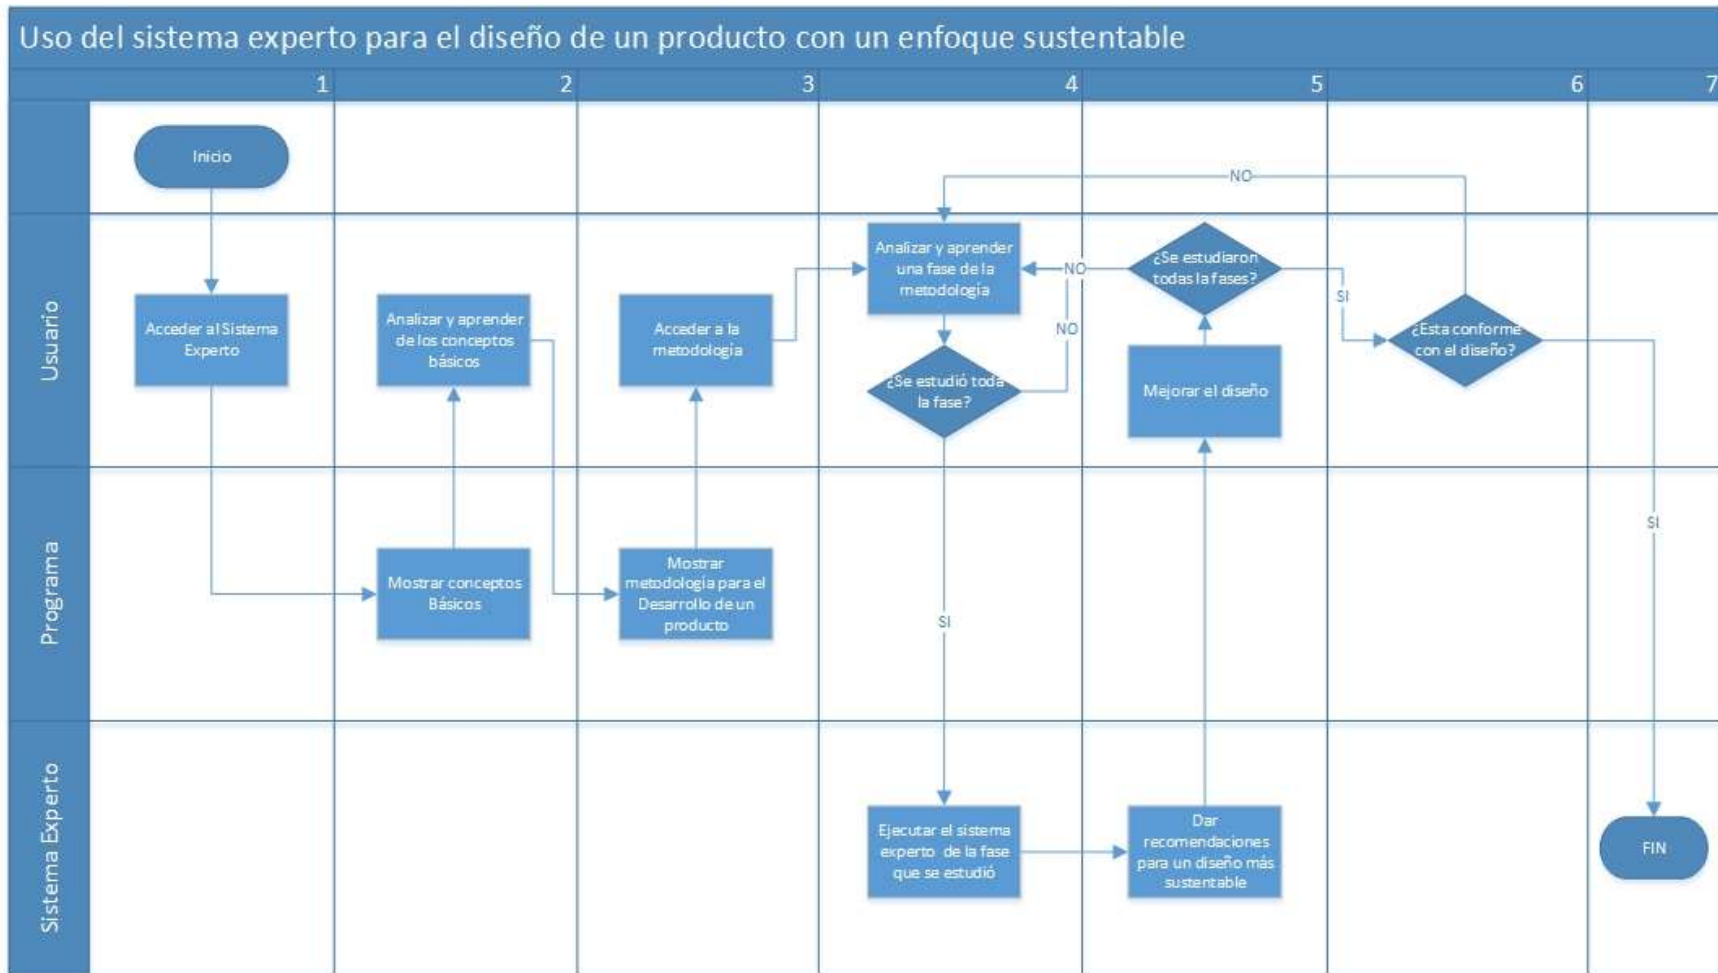 Uso del sistema experto para el diseño de un producto con un enfoque sustentable
1
2
3
4
5
6
7
Inicio
NO
Usuario
Acceder al Sistema
Experto
Analizar y aprender
de los conceptos
básicos
Acceder a la
metodología
Analizar y aprender
una fase de la
metodología
NO
NO
¿Se estudió toda
la fase?
¿Se estudiaron
todas la fases?
SI
Mejorar el diseño
¿Esta conforme
con el diseño?
Programa
Mostrar conceptos
Básicos
Mostrar
metodología para el
Desarrollo de un
producto
SI
SI
Sistema Experto
Ejecutar el sistema
experto de la fase
que se estudió
Dar
recomendaciones
para un diseño más
sustentable
FIN